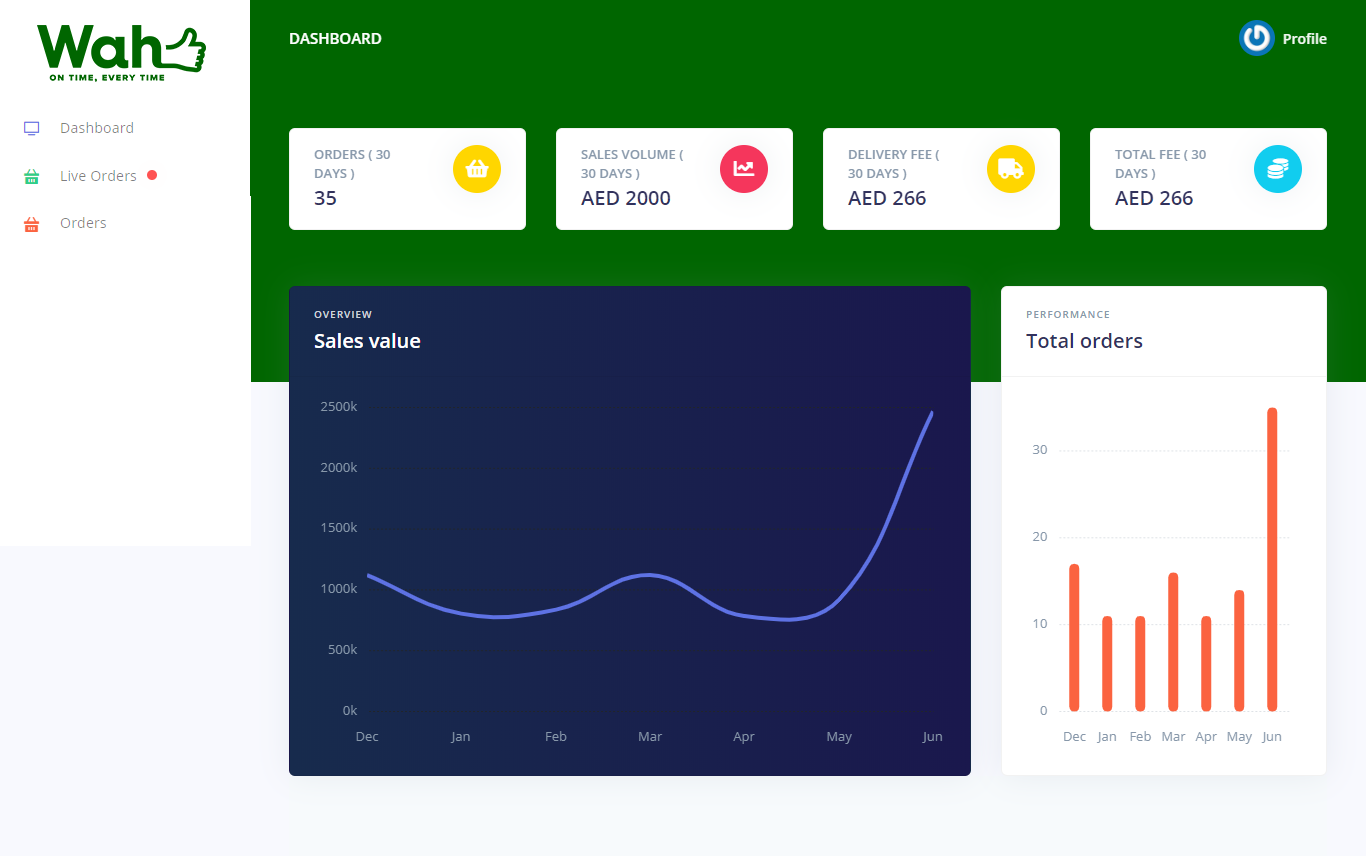 Wah
ON TIME, EVERY TIME
Dashboard
Live Orders
Orders
DASHBOARD
Profile
ORDERS ( 30
DAYS )
35
SALES VOLUME (
30 DAYS )
AED 2000
DELIVERY FEE (
30 DAYS )
AED 266
TOTAL FEE ( 30
DAYS )
AED 266
OVERVIEW
Sales value
2500k
2000k
1500k
1000k
500k
0k
Dec Jan Feb Mar Apr May Jun
PERFORMANCE
Total orders
30
20
10
0
Dec Jan Feb Mar Apr May Jun